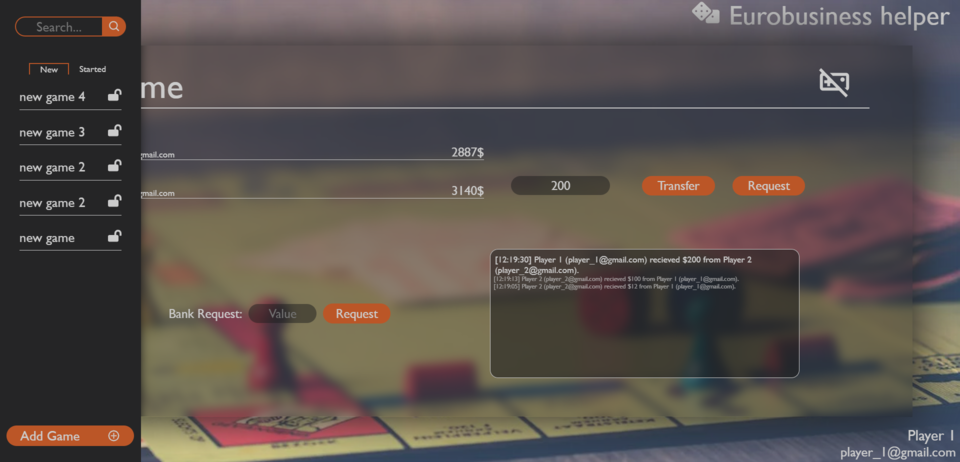 Search...
Eurobusiness helper
New Started
new game 4
new game 3
new game 2
new game 2
new game
Add Game
me
gmail.com 2887$
gmail.com 3140$
200 Transfer Request
[12:19:30] Player 1 (player_1@gmail.com) recieved $200 from Player 2
(player_2@gmail.com).
[12:19:13] Player 2 (player_2@gmail.com) recieved $100 from Player 1 (player_1@gmail.com).
[12:19:05] Player 2 (player_2@gmail.com) recieved $12 from Player 1 (player_1@gmail.com).
Bank Request: Value Request
Player 1
player_1@gmail.com